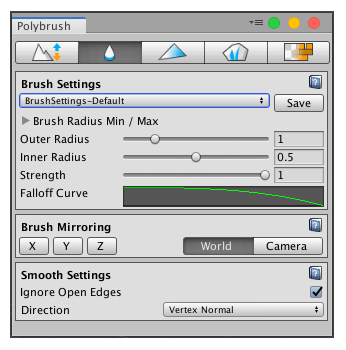 Polybrush
Brush Settings
BrushSettings-Default
Save
Brush Radius Min / Max
Outer Radius 1
Inner Radius 0.5
Strength 1
Falloff Curve
Brush Mirroring
X Y Z World Camera
Smooth Settings
Ignore Open Edges
Direction Vertex Normal